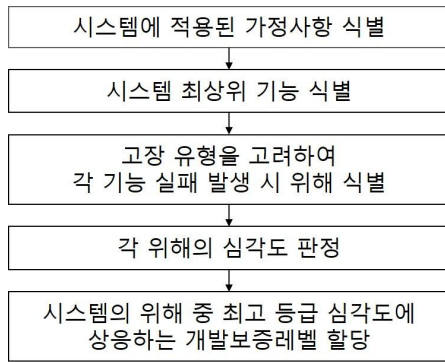 시스템에 적용된 가정사항 식별
시스템 최상위 기능 식별
고장 유형을 고려하여
각 기능 실패 발생 시 위해 식별
각 위해의 심각도 판정
시스템의 위해 중 최고 등급 심각도에
상응하는 개발보증레벨 할당